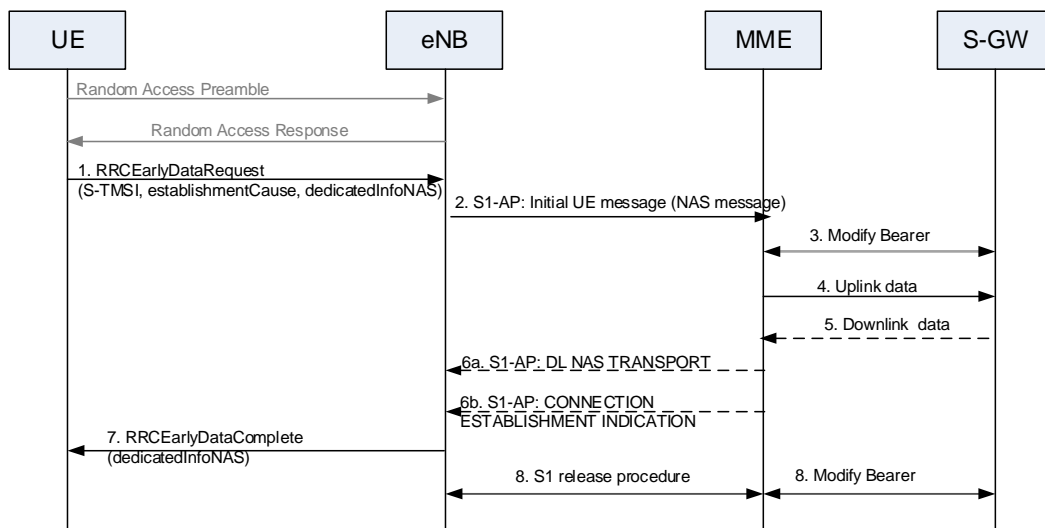 UE
eNB
MME
S-GW
Random Access Preamble
Random Access Response
1. RRCEarlyDataRequest
(S-TMSI, establishmentCause, dedicatedInfoNAS)
2. S1-AP: Initial UE message (NAS message)
3. Modify Bearer
4. Uplink data
5. Downlink data
6a. S1-AP: DL NAS TRANSPORT
6b. S1-AP: CONNECTION
ESTABLISHMENT INDICATION
7. RRCEarlyDataComplete
(dedicatedInfoNAS)
8. S1 release procedure
8. Modify Bearer